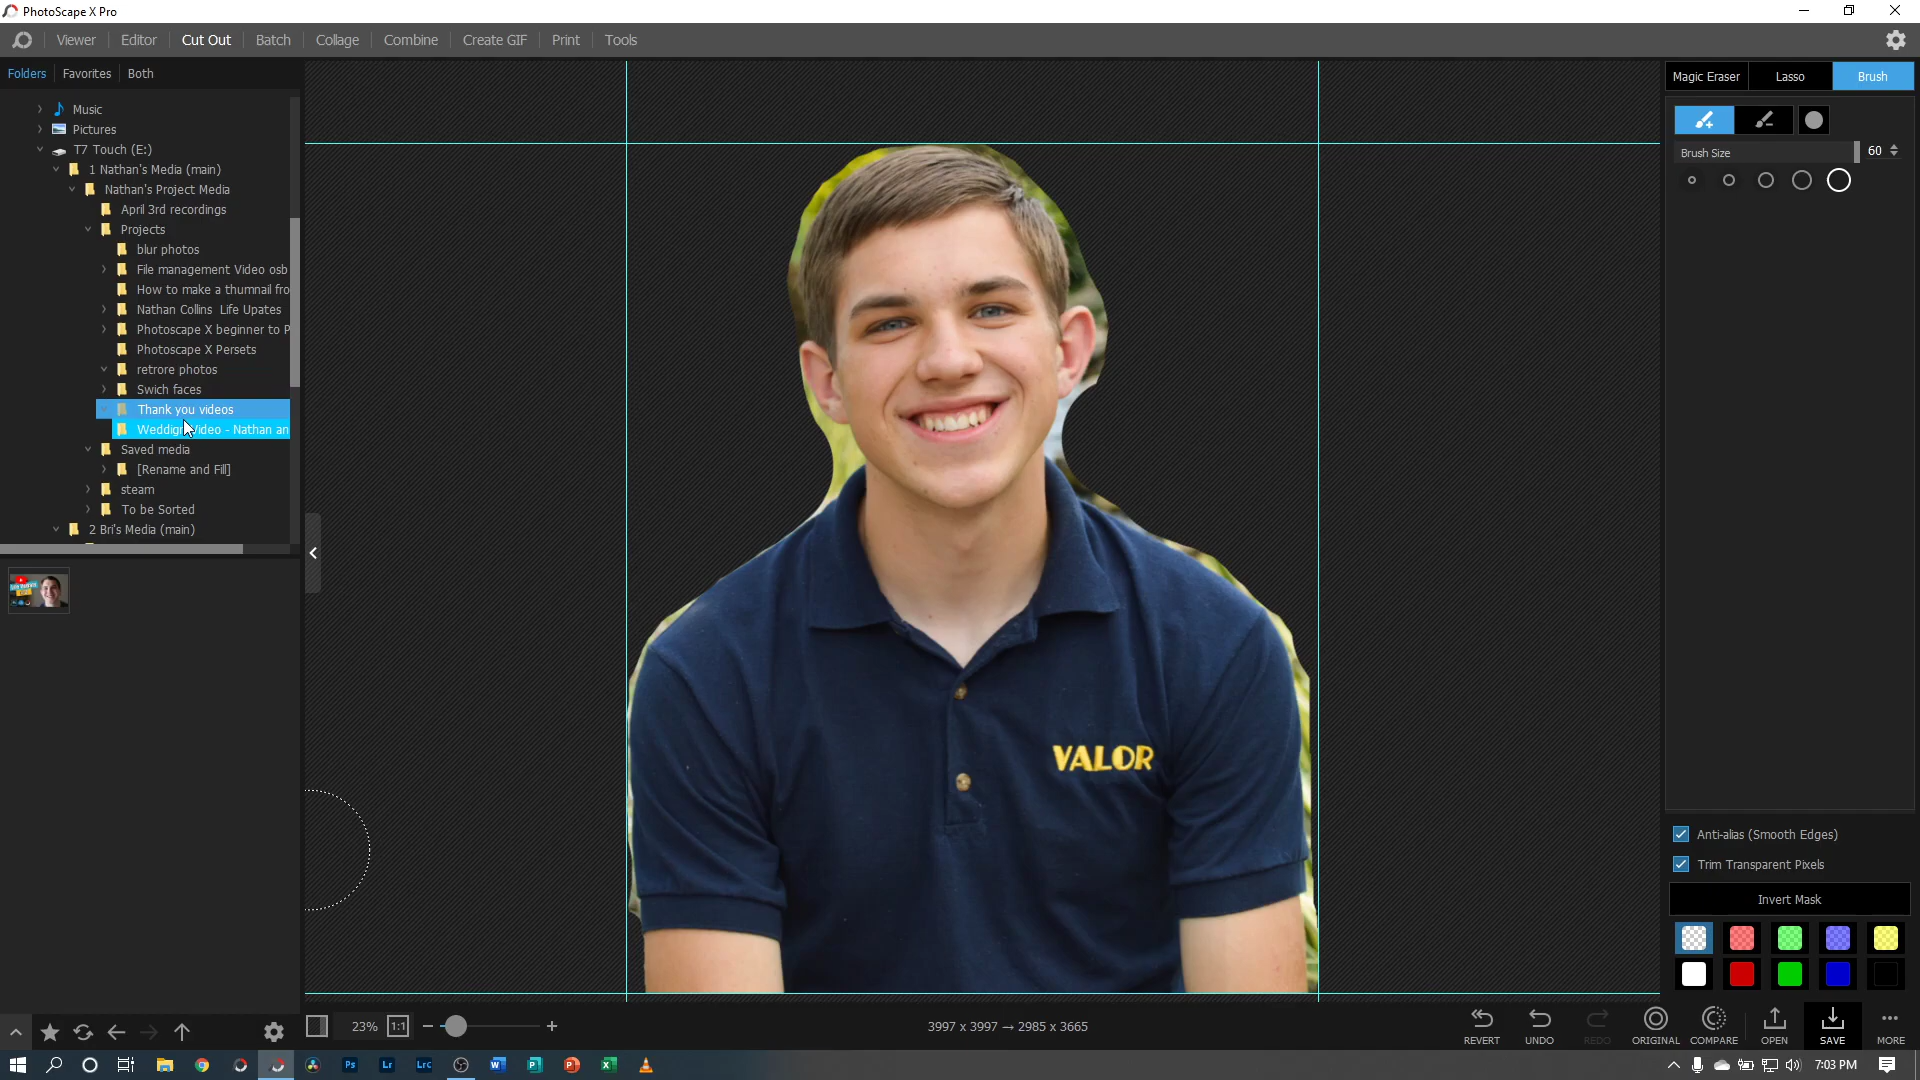 PhotoScape X Pro
Viewer Editor Cut Out Batch Collage Combine Create GIF Print Tools
Folders Favorites Both
Magic Eraser Lasso Brush
Music
Pictures
T7 Touch (E:)
1 Nathan's Media (main)
Nathan's Project Media
April 3rd recordings
Projects
blur photos
File management Video osb
How to make a thumnail fro
Nathan Collins Life Upates
Photoscape X beginner to P
Photoscape X Persets
retrore photos
Swich faces
Thank you videos
Video - Nathan an
Saved media
[Rename and Fill]
steam
To be Sorted
2 Bri's Media (main)
Brush Size 60
VALOR
Anti-alias (Smooth Edges)
Trim Transparent Pixels
Invert Mask
23% 1:1
3997 x 3997 → 2985 x 3665
REVERT UNDO REDO ORIGINAL COMPARE OPEN SAVE MORE
Ps Lr Lrc
7:03 PM